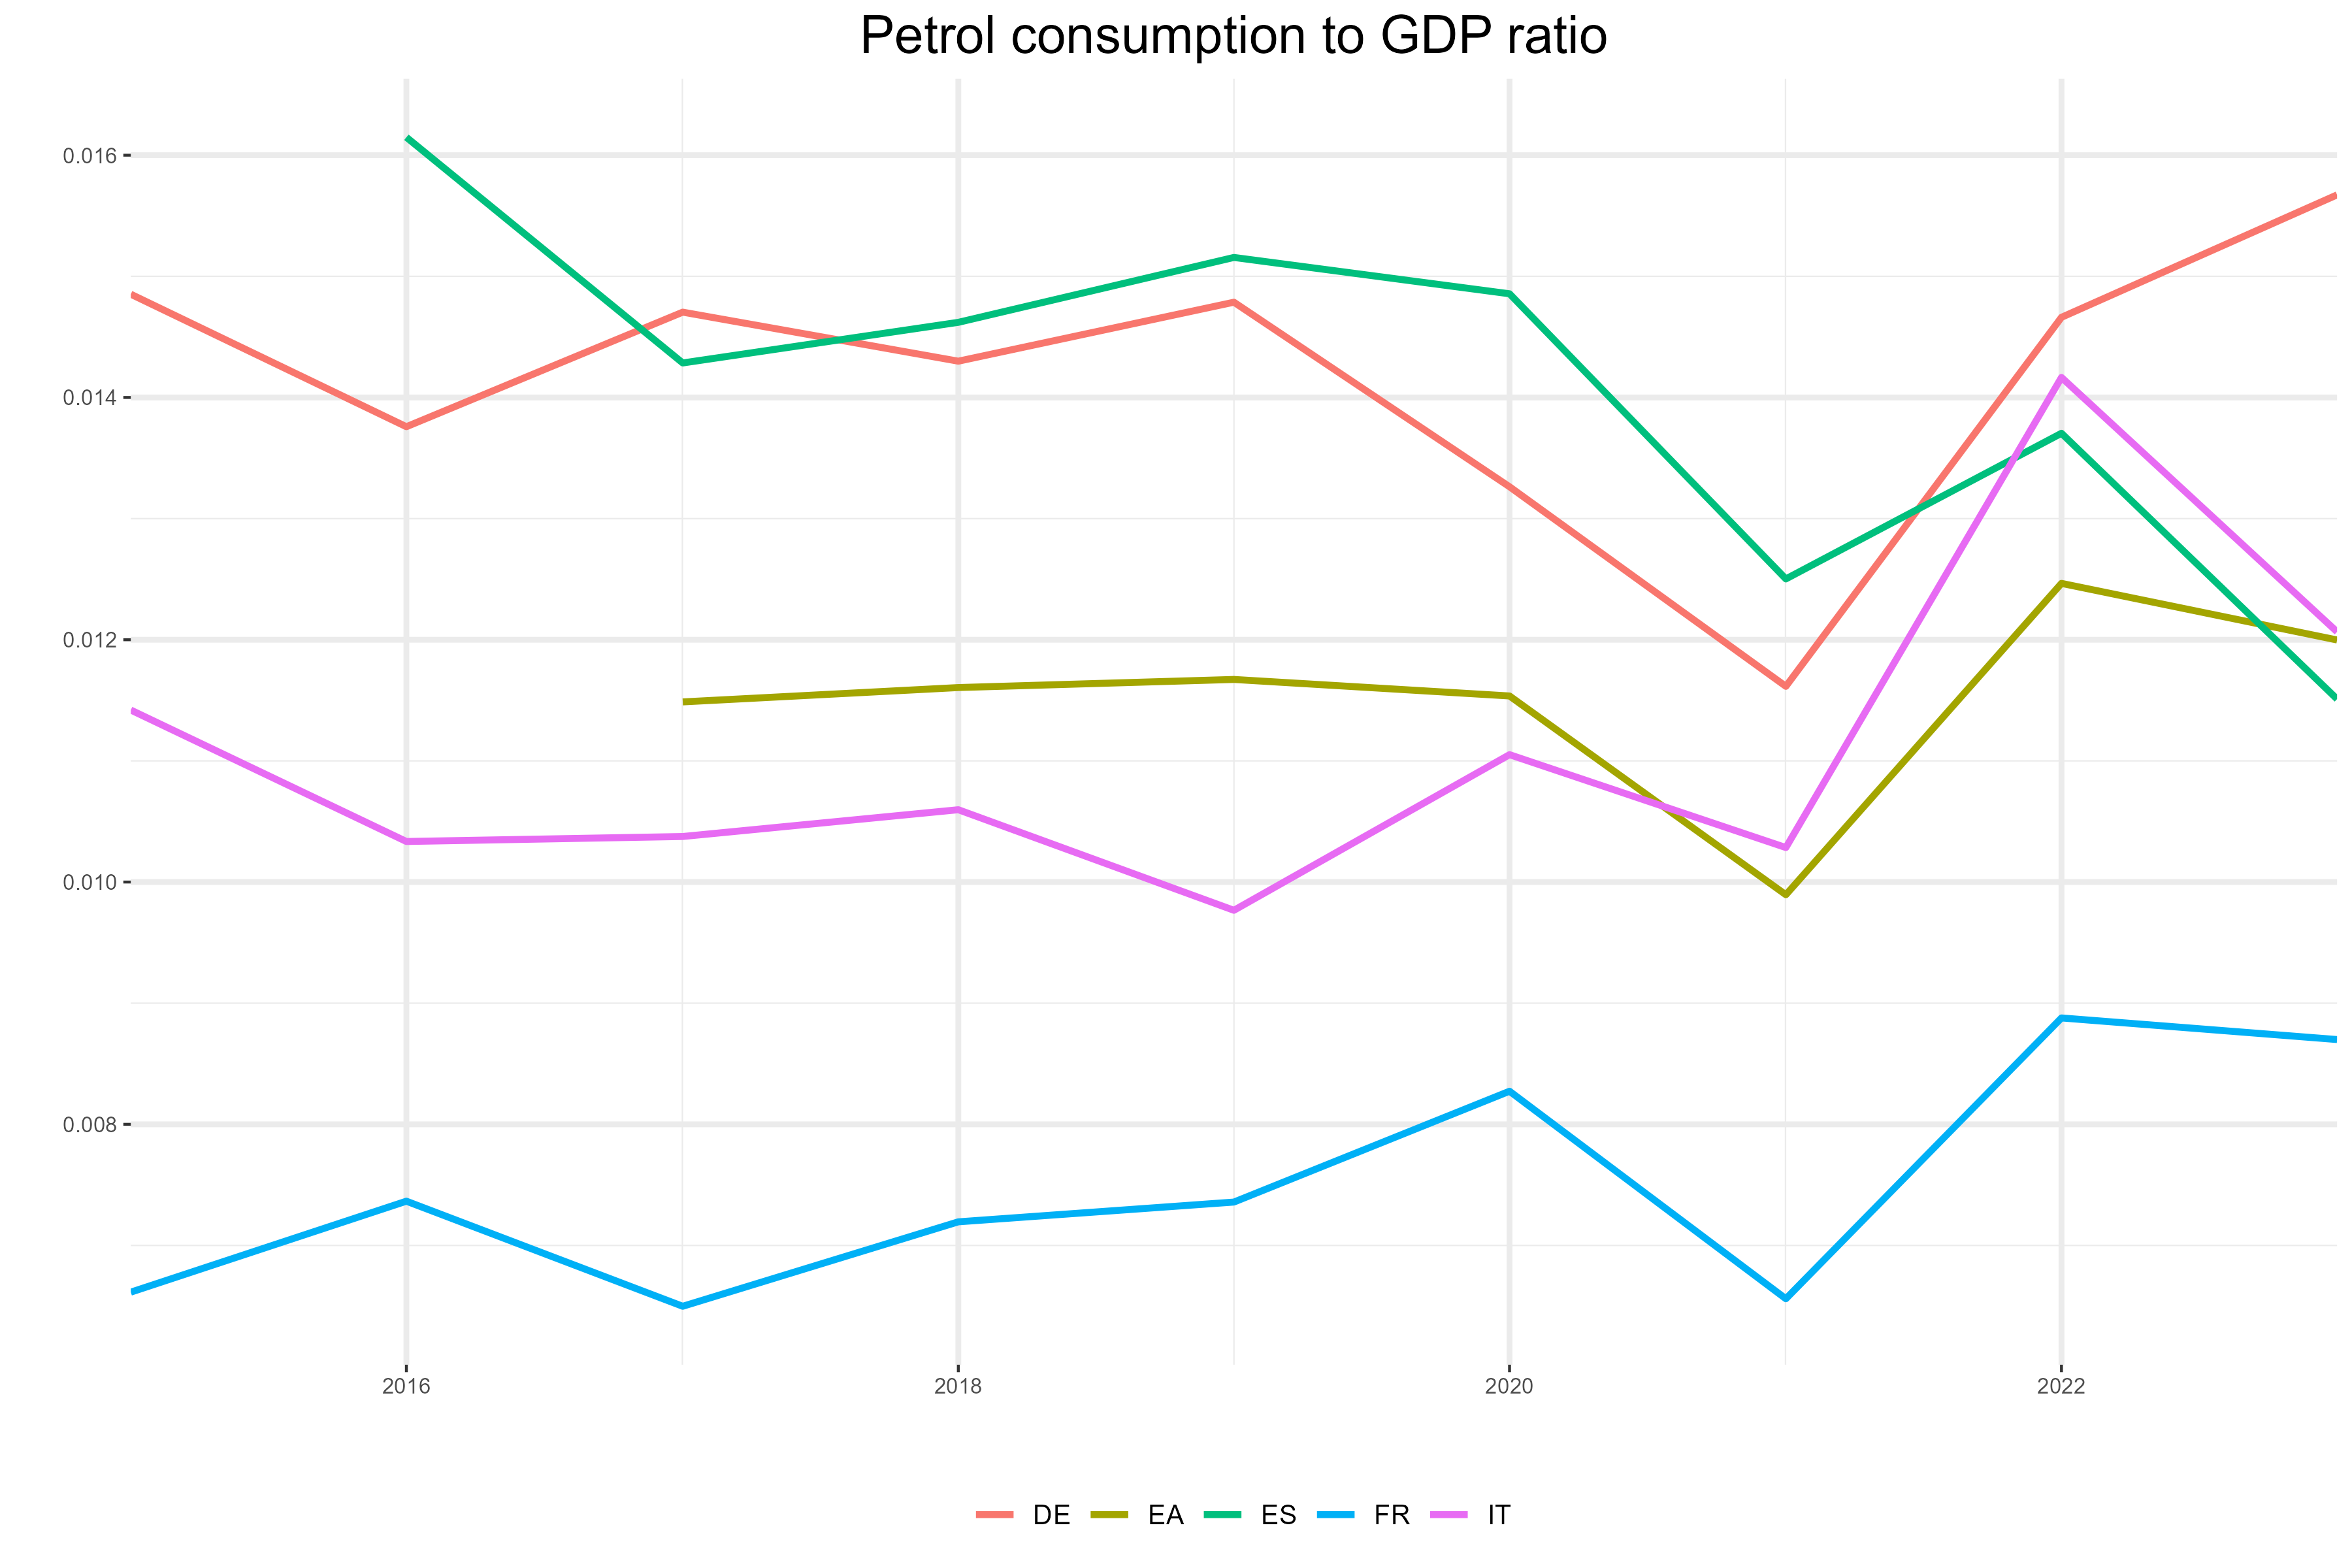 Petrol consumption to GDP ratio
0.016
0.014
0.012
0.010
0.008
2016 2018 2020 2022
DE EA ES FR IT